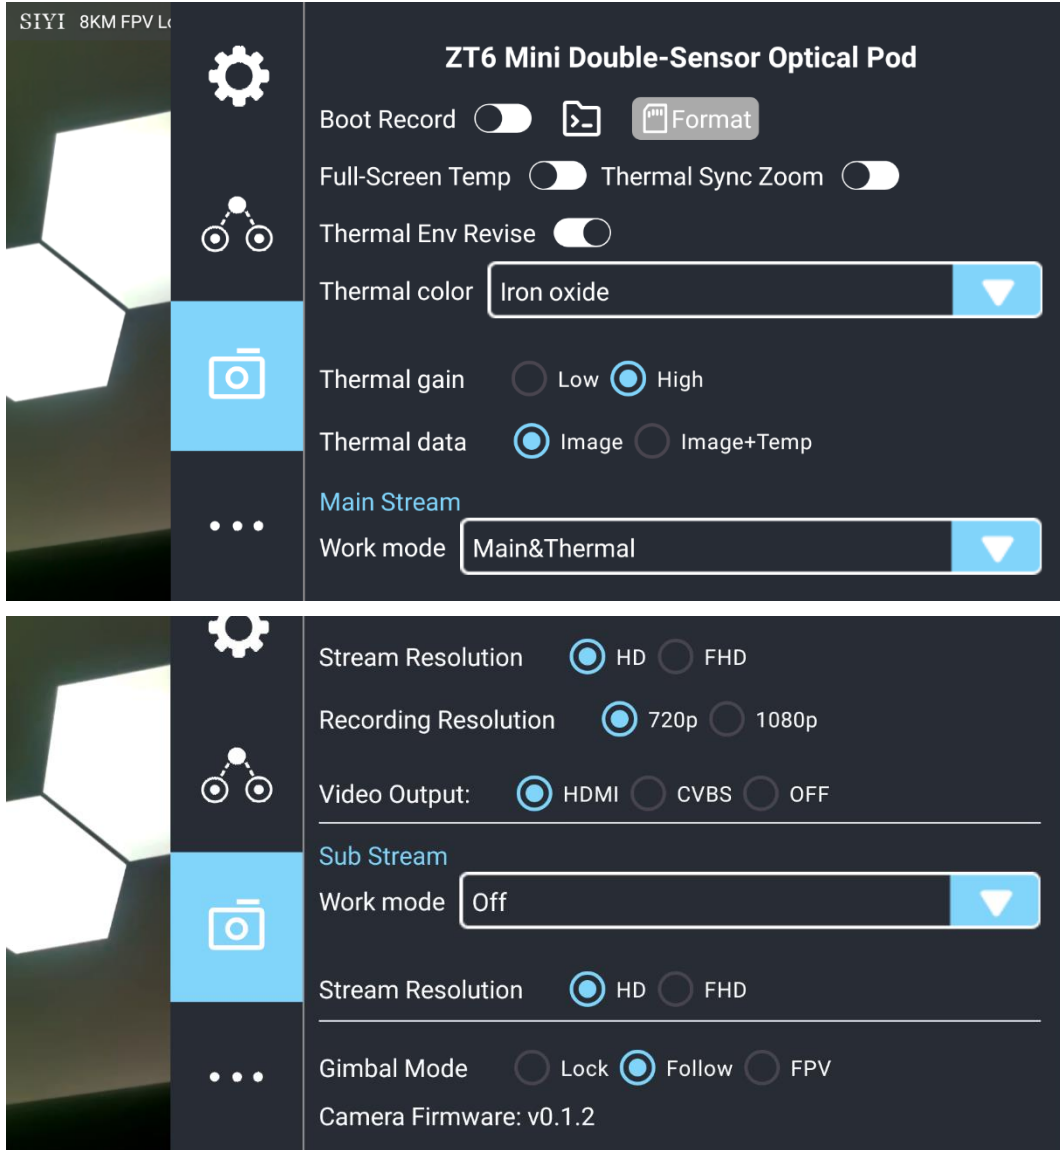 SIYI 8KM FPV Lo
ZT6 Mini Double-Sensor Optical Pod
Boot Record Format
Full-Screen Temp Thermal Sync Zoom
Thermal Env Revise
Thermal color Iron oxide
Thermal gain Low High
Thermal data Image Image+Temp
Main Stream
Work mode Main&Thermal
Stream Resolution HD FHD
Recording Resolution 720p 1080p
Video Output: HDMI CVBS OFF
Sub Stream
Work mode Off
Stream Resolution HD FHD
Gimbal Mode Lock Follow FPV
Camera Firmware: v0.1.2